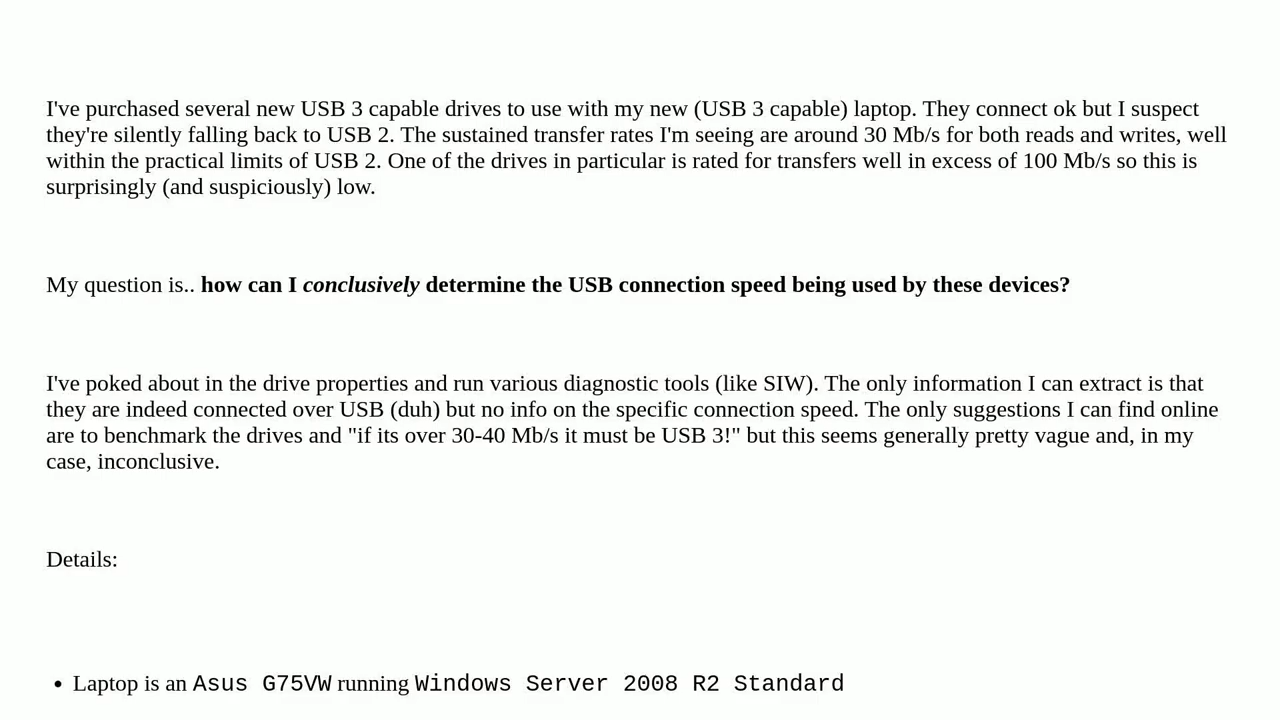 I've purchased several new USB 3 capable drives to use with my new (USB 3 capable) laptop. They connect ok but I suspect
they're silently falling back to USB 2. The sustained transfer rates I'm seeing are around 30 Mb/s for both reads and writes, well
within the practical limits of USB 2. One of the drives in particular is rated for transfers well in excess of 100 Mb/s so this is
surprisingly (and suspiciously) low.
My question is.. how can I conclusively determine the USB connection speed being used by these devices?
I've poked about in the drive properties and run various diagnostic tools (like SIW). The only information I can extract is that
they are indeed connected over USB (duh) but no info on the specific connection speed. The only suggestions I can find online
are to benchmark the drives and "if its over 30-40 Mb/s it must be USB 3!" but this seems generally pretty vague and, in my
case, inconclusive.
Details:
• Laptop is an Asus G75VW running Windows Server 2008 R2 Standard